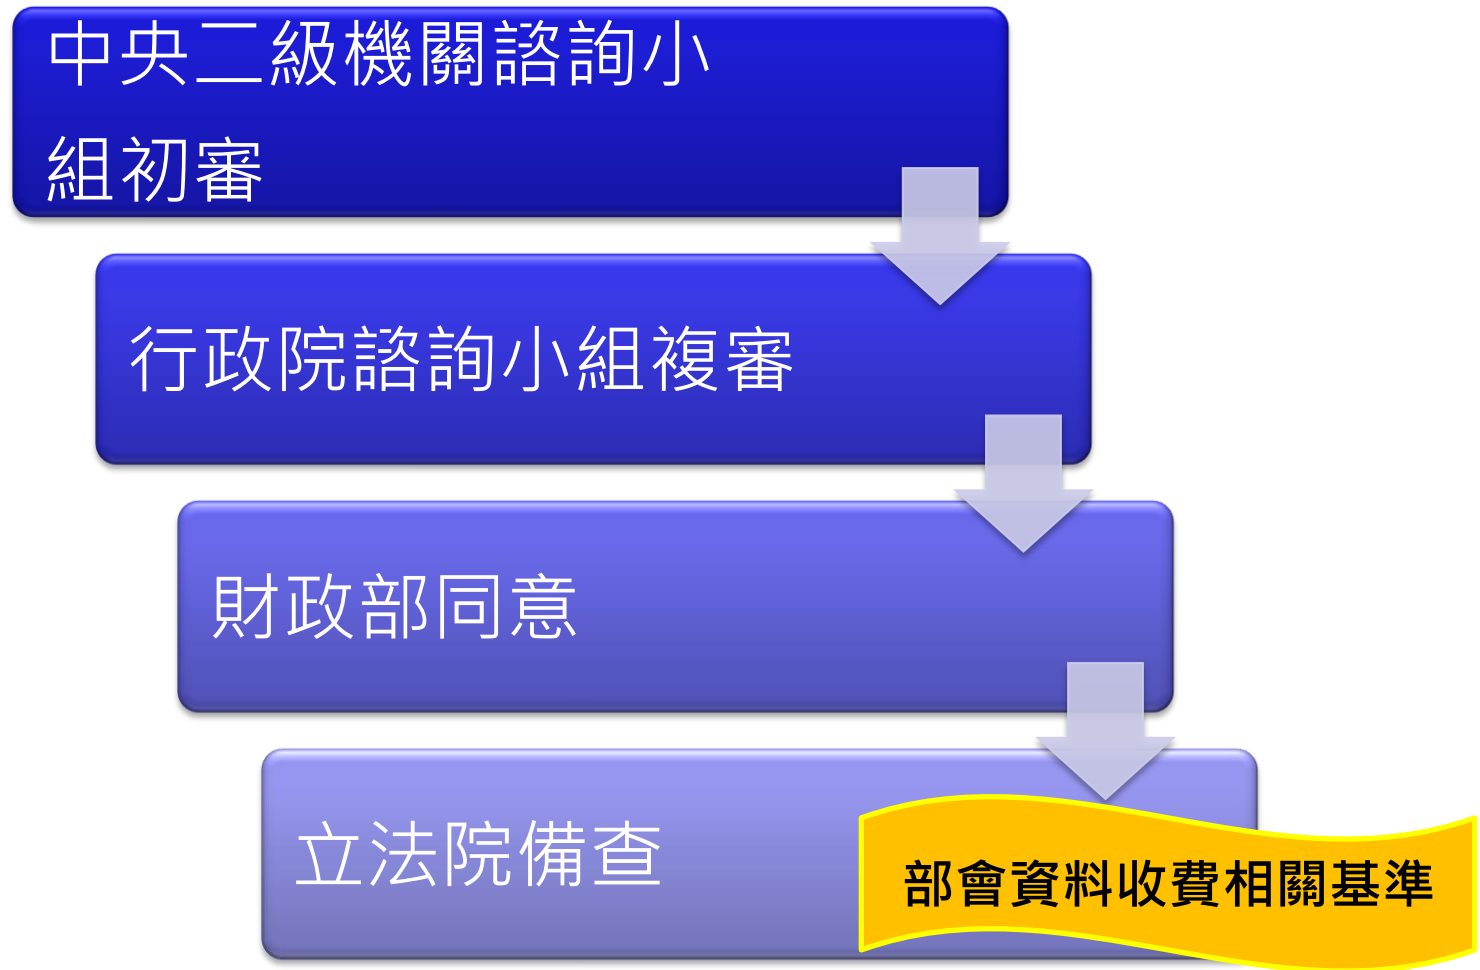 中央二級機關諮詢小
組初審
行政院諮詢小組複審
財政部同意
立法院備查
部會資料收費相關基準